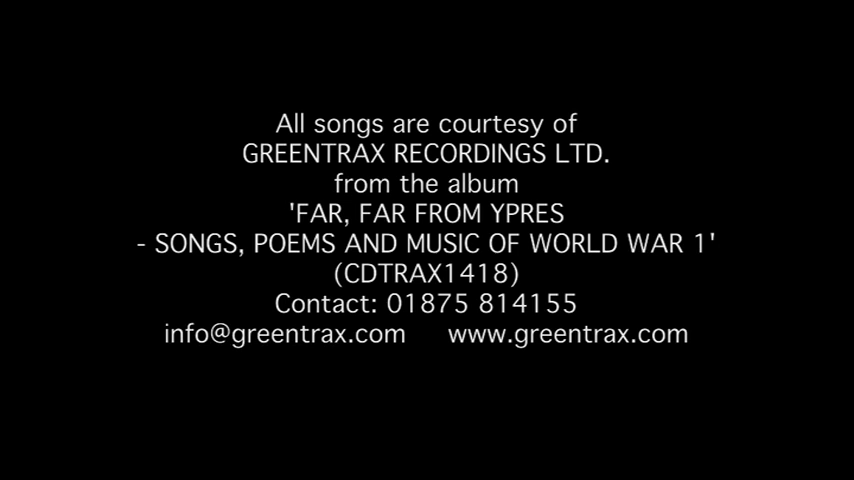 All songs are courtesy of
GREENTRAX RECORDINGS LTD.
from the album
'FAR, FAR FROM YPRES
- SONGS, POEMS AND MUSIC OF WORLD WAR 1'
(CDTRAX1418)
Contact: 01875 814155
info@greentrax.com www.greentrax.com